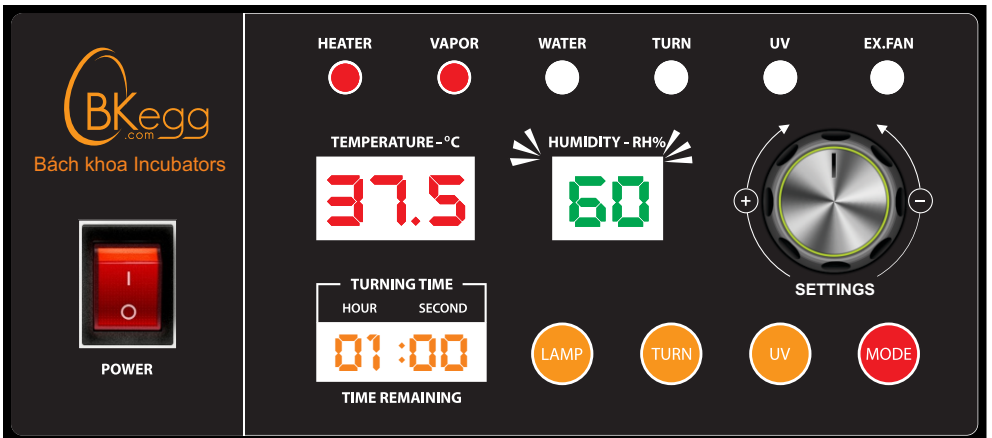 BKegg
.com
Bách khoa Incubators
I
O
POWER
HEATER VAPOR WATER TURN UV EX.FAN
TEMPERATURE-°C HUMIDITY - RH%
37.5 60
+ −
SETTINGS
TURNING TIME
HOUR SECOND
01:00
TIME REMAINING
LAMP TURN UV MODE